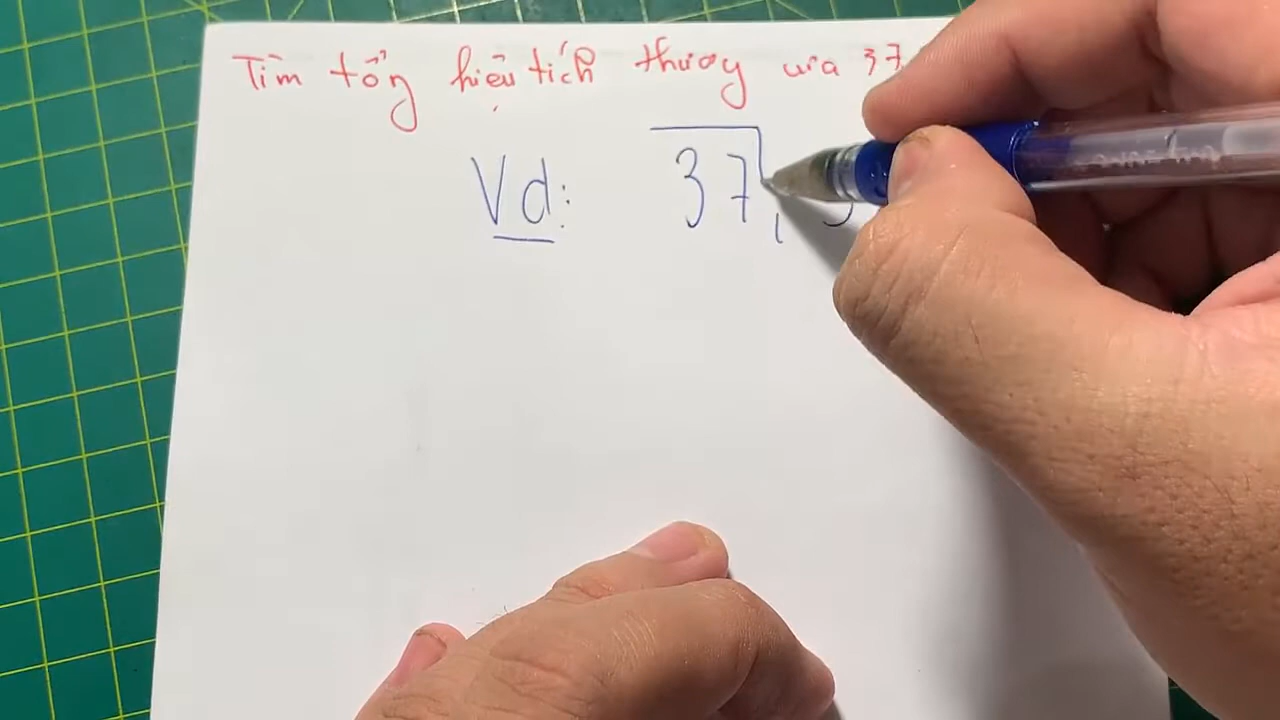 Tìm tổng hiệu tích thương của 37
Vd: 37,